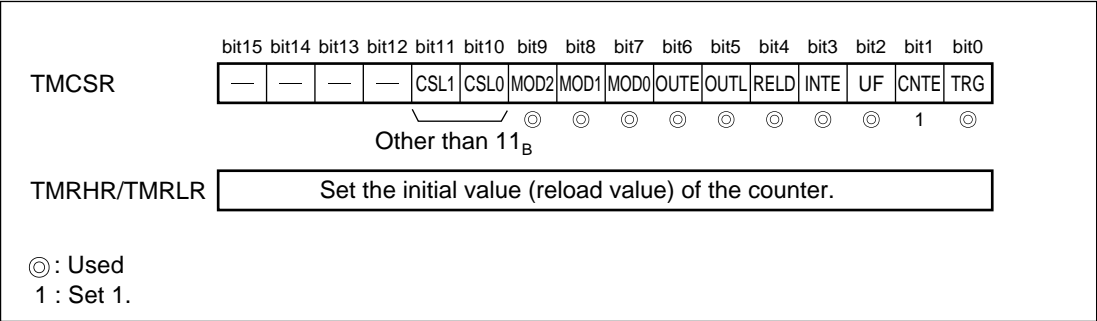 bit15 bit14 bit13 bit12 bit11 bit10 bit9 bit8 bit7 bit6 bit5 bit4 bit3 bit2 bit1 bit0
TMCSR — — — — CSL1 CSL0 MOD2 MOD1 MOD0 OUTE OUTL RELD INTE UF CNTE TRG
◎ ◎ ◎ ◎ ◎ ◎ ◎ ◎ 1 ◎
Other than 11B
TMRHR/TMRLR Set the initial value (reload value) of the counter.
◎ : Used
1 : Set 1.